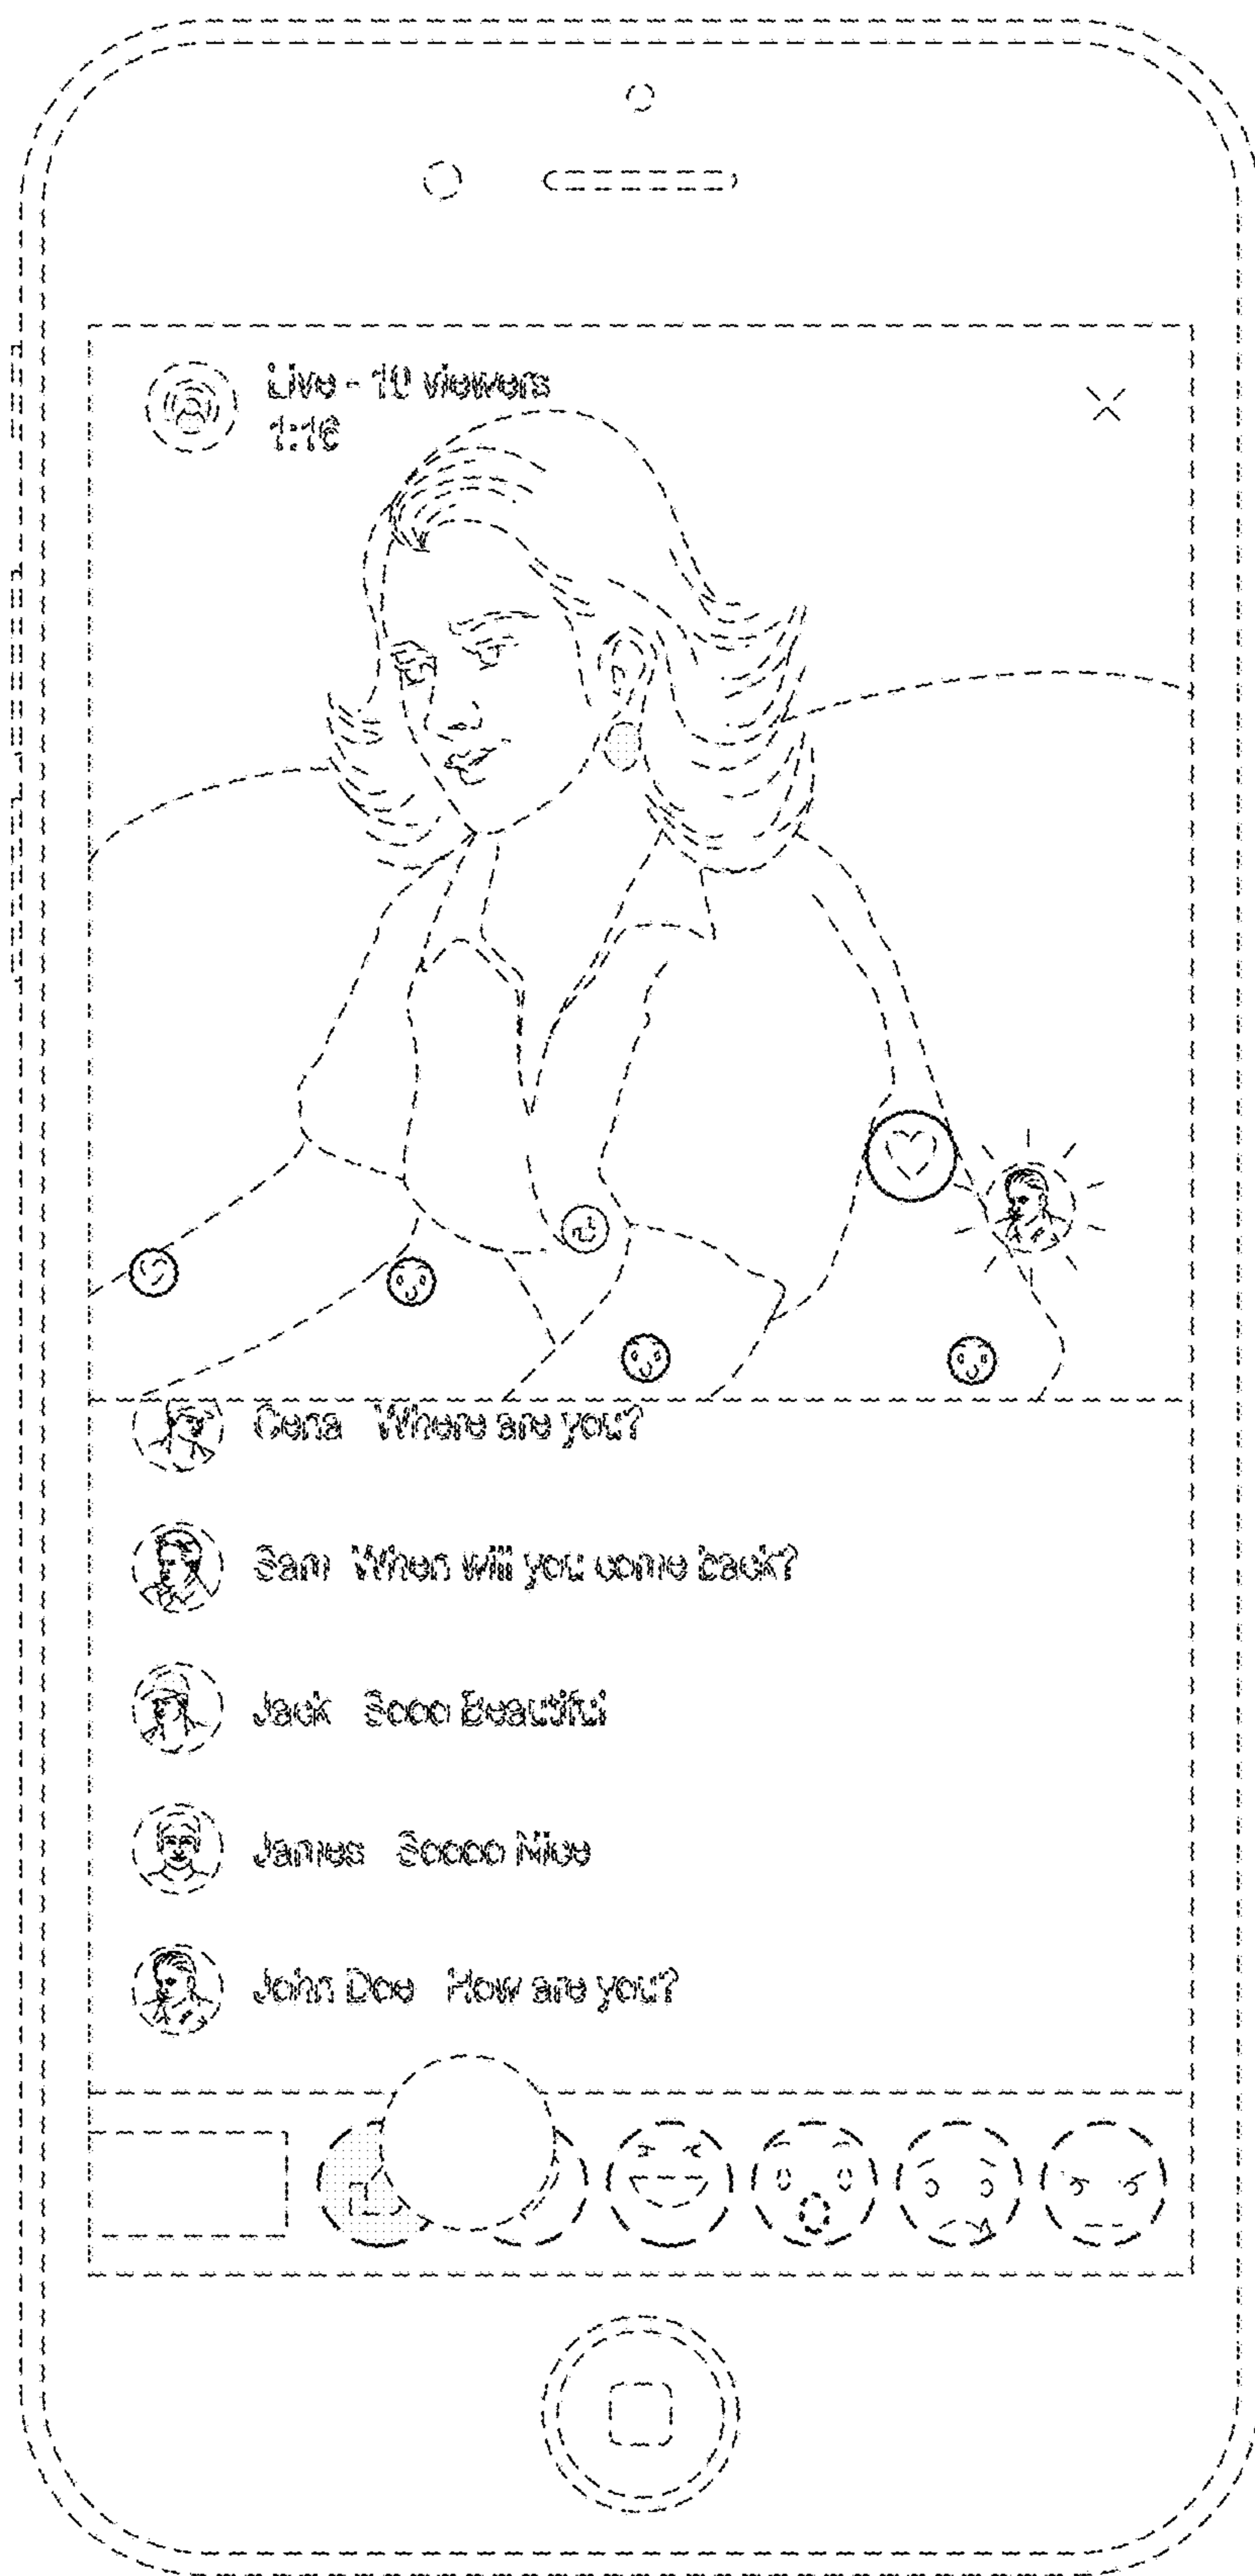 Live - 10 viewers
1:16
Cena Where are you?
Sam When will you come back?
Jack Sooo Beautiful
James Soooo Nice
John Doe How are you?